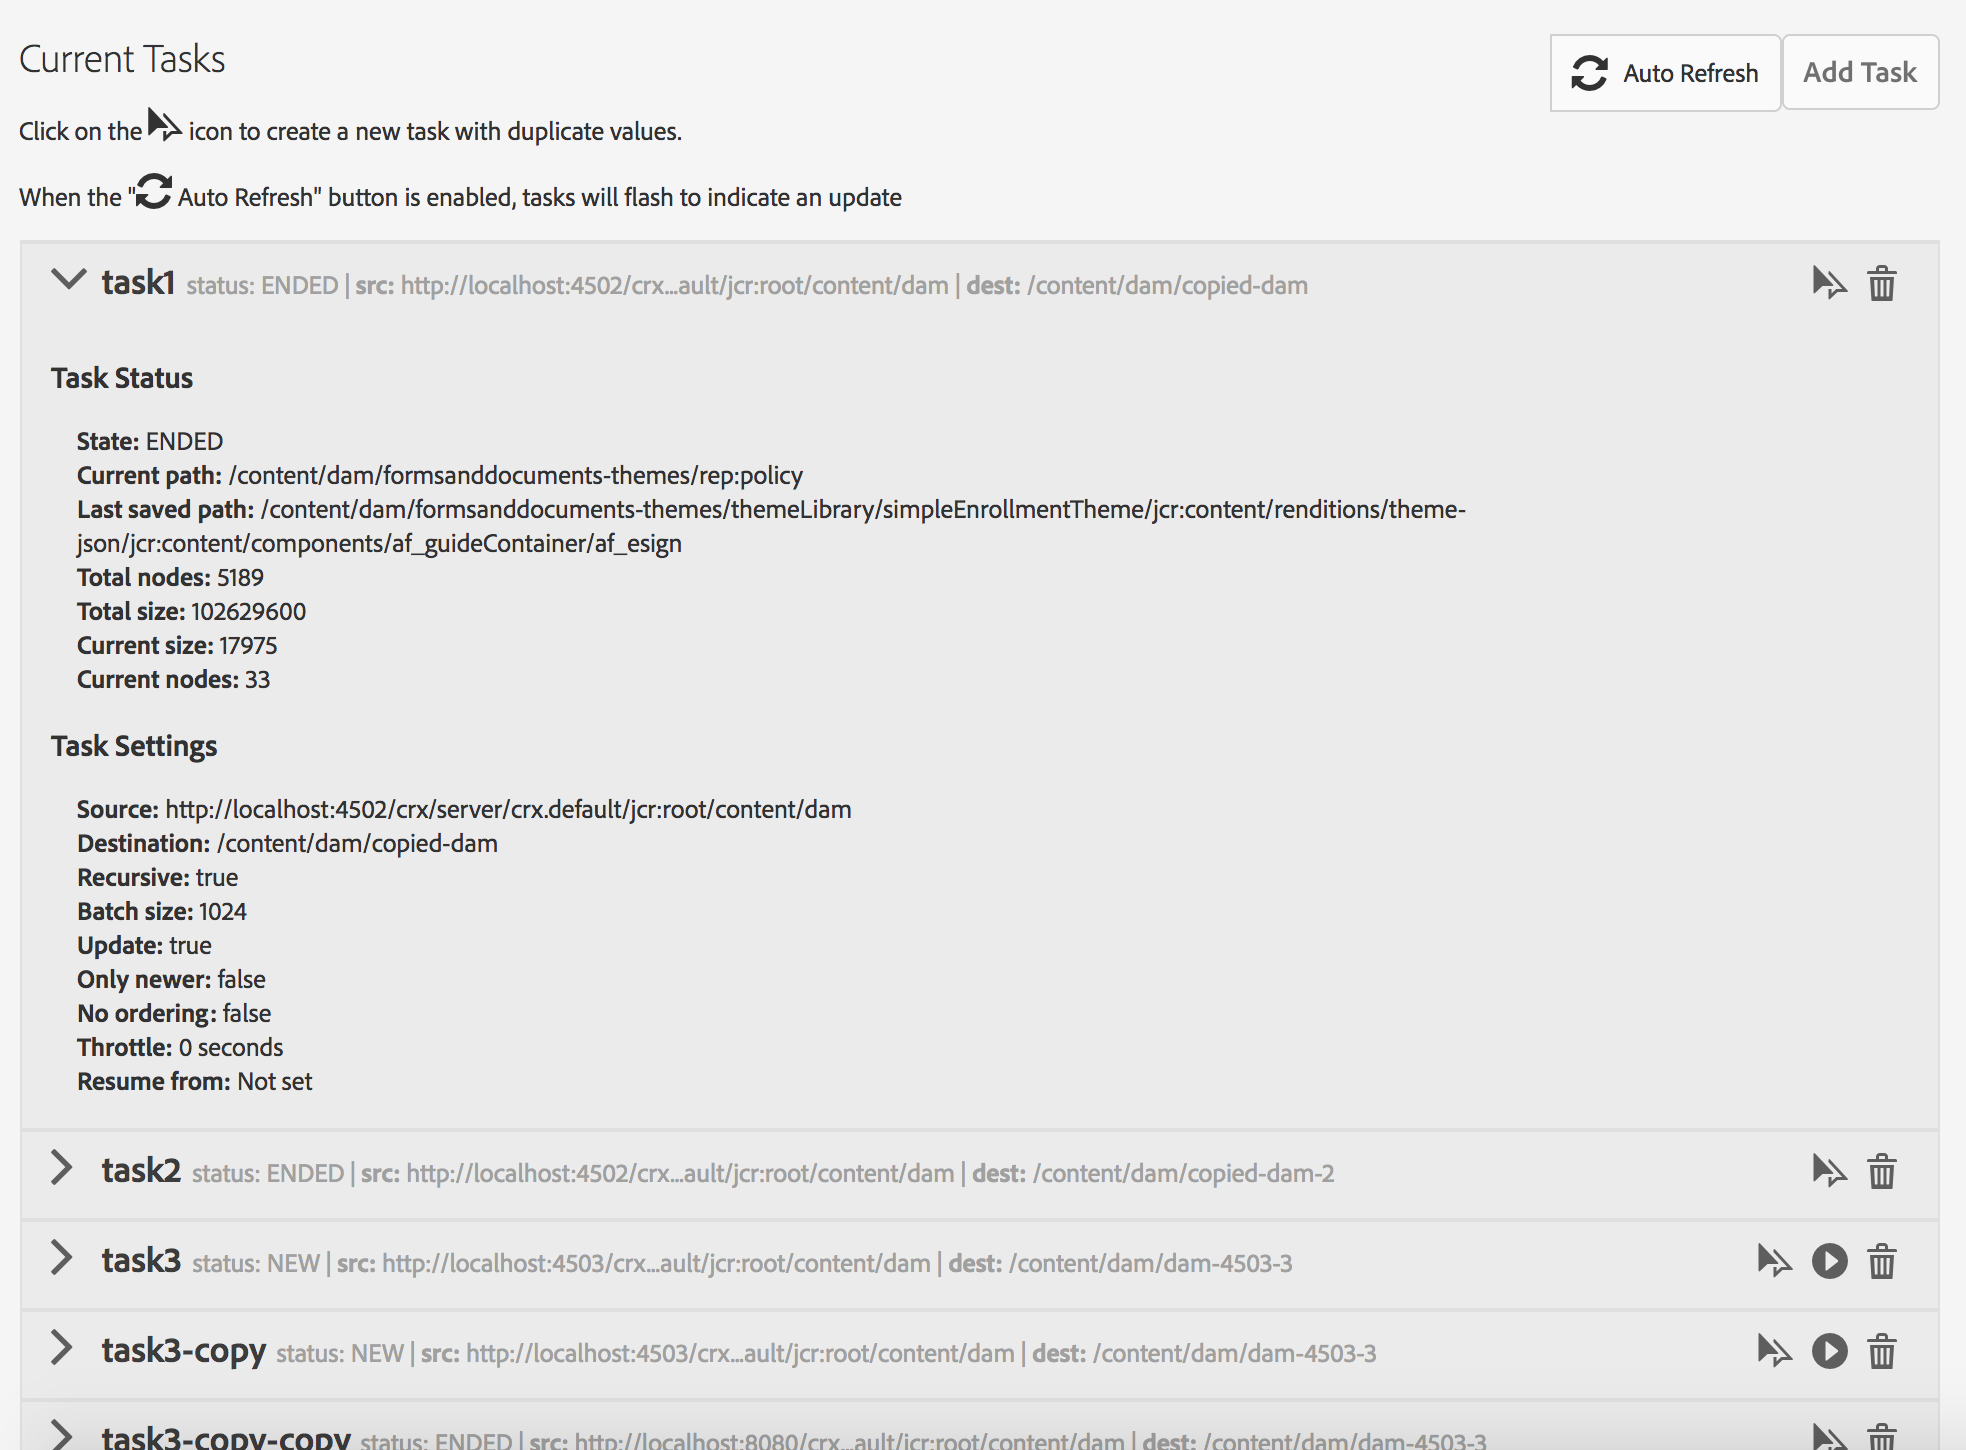 Current Tasks
Auto Refresh
Add Task
Click on the icon to create a new task with duplicate values.
When the " Auto Refresh" button is enabled, tasks will flash to indicate an update
task1 status: ENDED | src: http://localhost:4502/crx...ault/jcr:root/content/dam | dest: /content/dam/copied-dam
Task Status
State: ENDED
Current path: /content/dam/formsanddocuments-themes/rep:policy
Last saved path: /content/dam/formsanddocuments-themes/themeLibrary/simpleEnrollmentTheme/jcr:content/renditions/theme-
json/jcr:content/components/af_guideContainer/af_esign
Total nodes: 5189
Total size: 102629600
Current size: 17975
Current nodes: 33
Task Settings
Source: http://localhost:4502/crx/server/crx.default/jcr:root/content/dam
Destination: /content/dam/copied-dam
Recursive: true
Batch size: 1024
Update: true
Only newer: false
No ordering: false
Throttle: 0 seconds
Resume from: Not set
task2 status: ENDED | src: http://localhost:4502/crx...ault/jcr:root/content/dam | dest: /content/dam/copied-dam-2
task3 status: NEW | src: http://localhost:4503/crx...ault/jcr:root/content/dam | dest: /content/dam/dam-4503-3
task3-copy status: NEW | src: http://localhost:4503/crx...ault/jcr:root/content/dam | dest: /content/dam/dam-4503-3
task3-copy-copy status: ENDED | src: http://localhost:8080/crx...ault/jcr:root/content/dam | dest: /content/dam/dam-4503-3